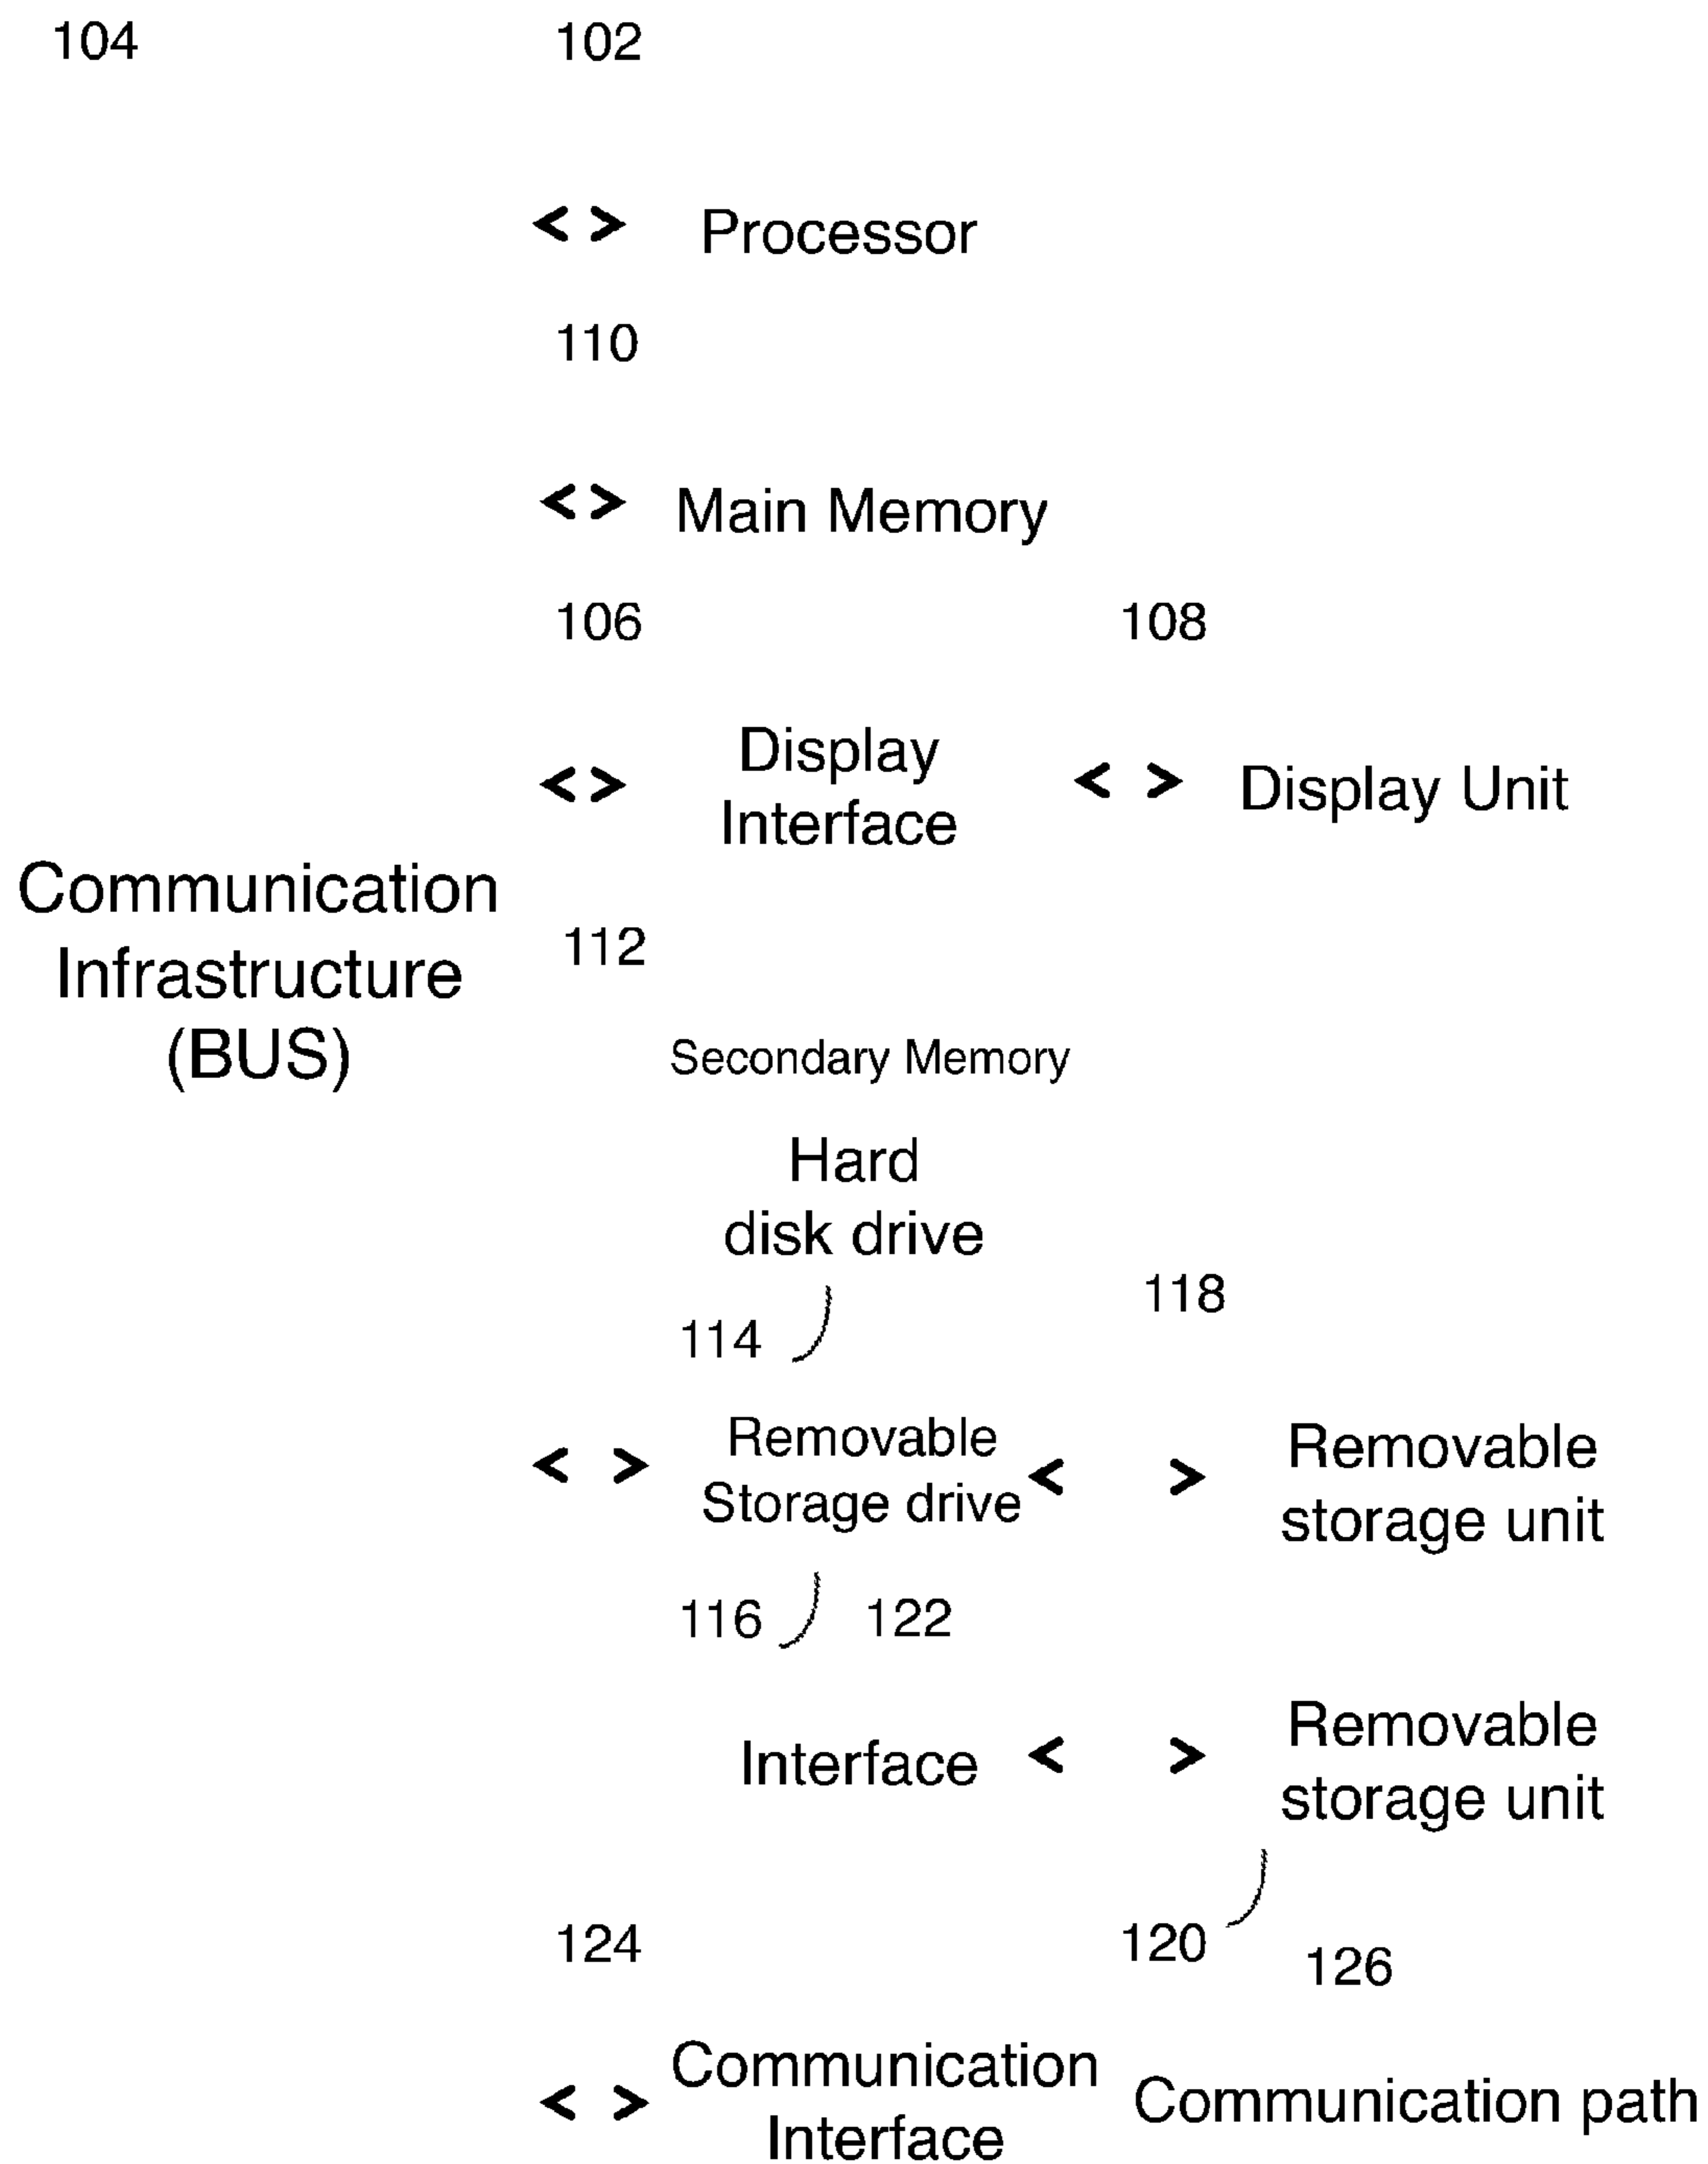 104
102
< > Processor
110
< > Main Memory
106
108
< > Display
Interface
< > Display Unit
Communication
Infrastructure
(BUS)
112
Secondary Memory
Hard
disk drive
114
118
< > Removable
Storage drive
< > Removable
storage unit
116
122
Interface
< > Removable
storage unit
124
120
126
< > Communication
Interface
Communication path